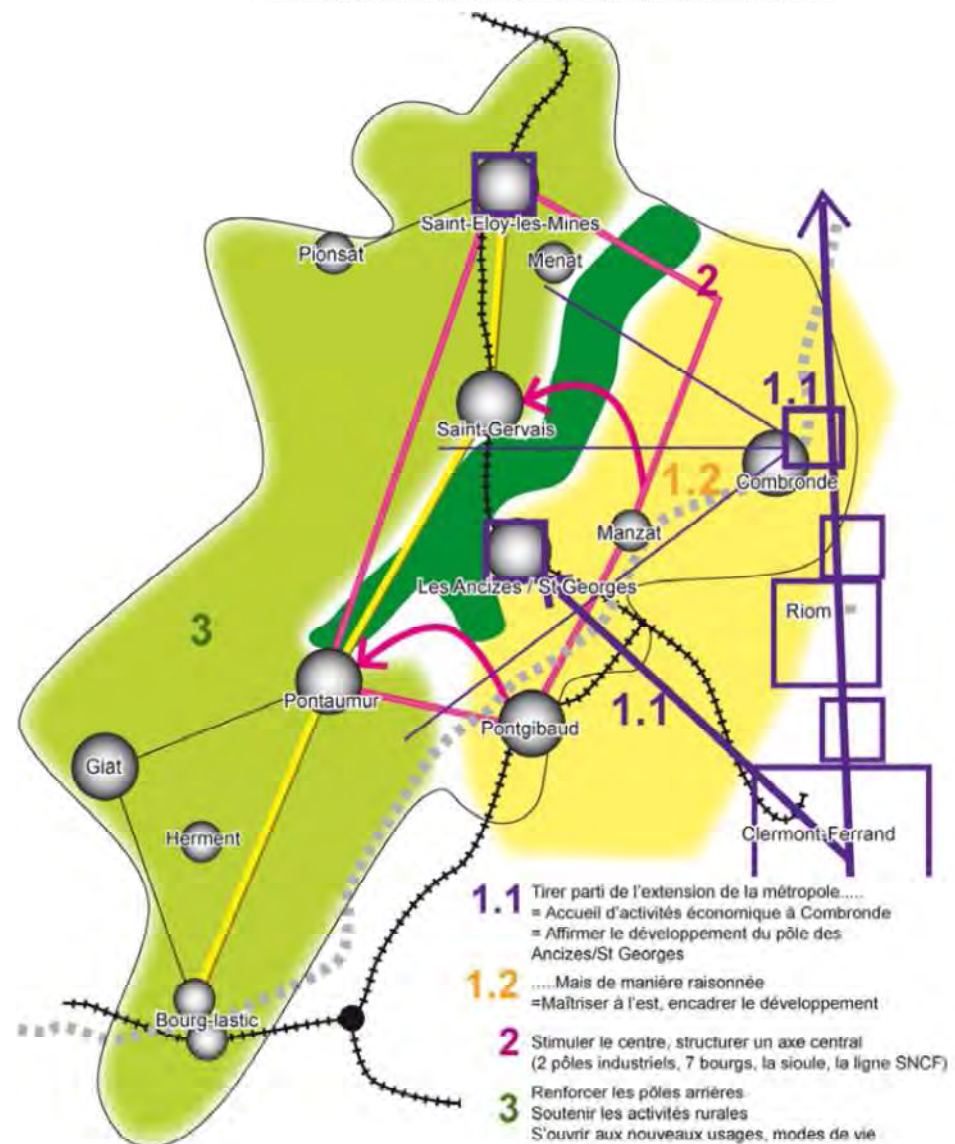 Saint-Eloy-les-Mines
Pionsat
Menat
2
1.1
Saint-Gervais
1.2
Combronde
Manzat
Les Ancizes / St Georges
Riom
3
Pontaumur
1.1
Pontgibaud
Giat
Herment
Clermont-Ferrand
Bourg-lastic
1.1 Tirer parti de l'extension de la métropole.....
= Accueil d'activités économique à Combronde
= Affirmer le développement du pôle des
Ancizes/St Georges
1.2 .....Mais de manière raisonnée
=Maîtriser à l'est, encadrer le développement
2 Stimuler le centre, structurer un axe central
(2 pôles industriels, 7 bourgs, la sioule, la ligne SNCF)
3 Renforcer les pôles arrières
Soutenir les activités rurales
S'ouvrir aux nouveaux usages, modes de vie